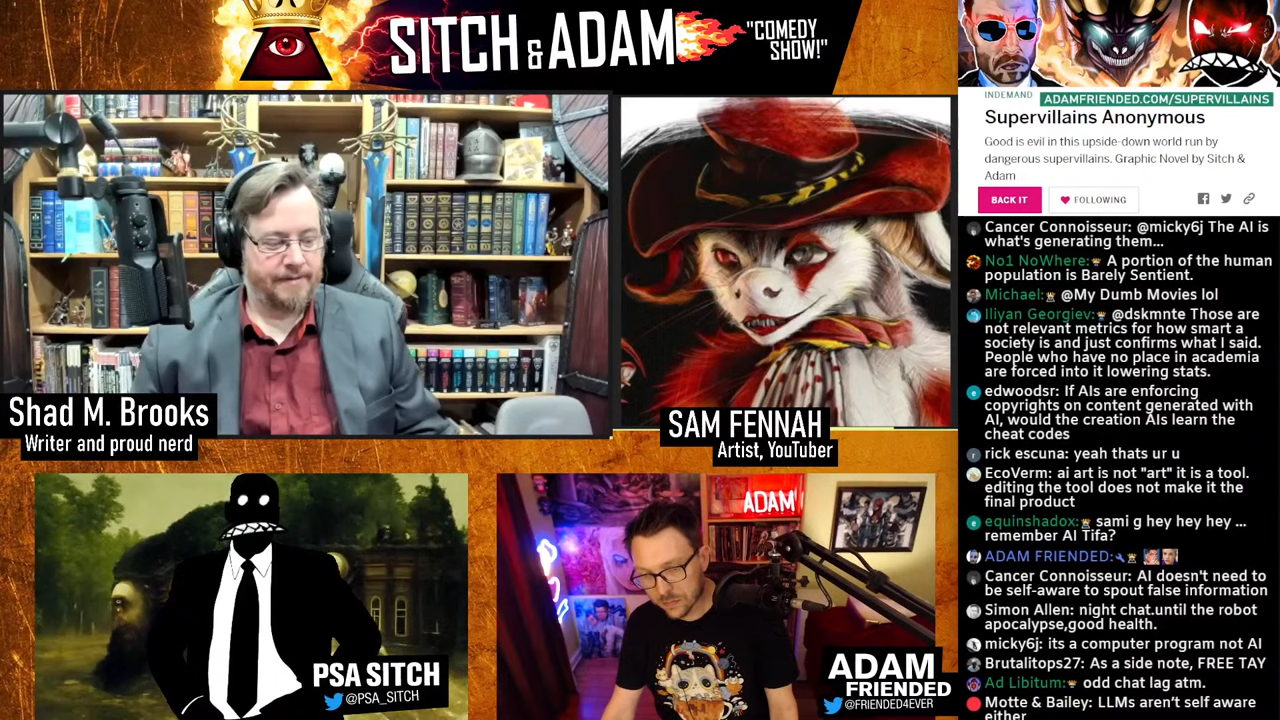 SITCH & ADAM
"COMEDY
SHOW!"
INDEMAND
ADAMFRIENDED.COM/SUPERVILLAINS
Supervillains Anonymous
Good is evil in this upside-down world run by
dangerous supervillains. Graphic Novel by Sitch &
Adam
BACK IT
FOLLOWING
Shad M. Brooks
Writer and proud nerd
SAM FENNAH
Artist, YouTuber
PSA SITCH
@PSA_SITCH
ADAM
ADAM
FRIENDED
@FRIENDED4EVER
Cancer Connoisseur: @micky6j The AI is
what's generating them...
No1 NoWhere: A portion of the human
population is Barely Sentient.
Michael: @My Dumb Movies lol
Iliyan Georgiev: @dskmnte Those are
not relevant metrics for how smart a
society is and just confirms what I said.
People who have no place in academia
are forced into it lowering stats.
e edwoodsr: If AIs are enforcing
copyrights on content generated with
AI, would the creation AIs learn the
cheat codes
r rick escuna: yeah thats ur u
EcoVerm: ai art is not "art" it is a tool.
editing the tool does not make it the
final product
e equinshadox: sami g hey hey hey ...
remember AI Tifa?
ADAM FRIENDED:
Cancer Connoisseur: AI doesn't need to
be self-aware to spout false information
Simon Allen: night chat.until the robot
apocalypse,good health.
micky6j: its a computer program not AI
Brutalitops27: As a side note, FREE TAY
Ad Libitum: odd chat lag atm.
Motte & Bailey: LLMs aren't self aware
either